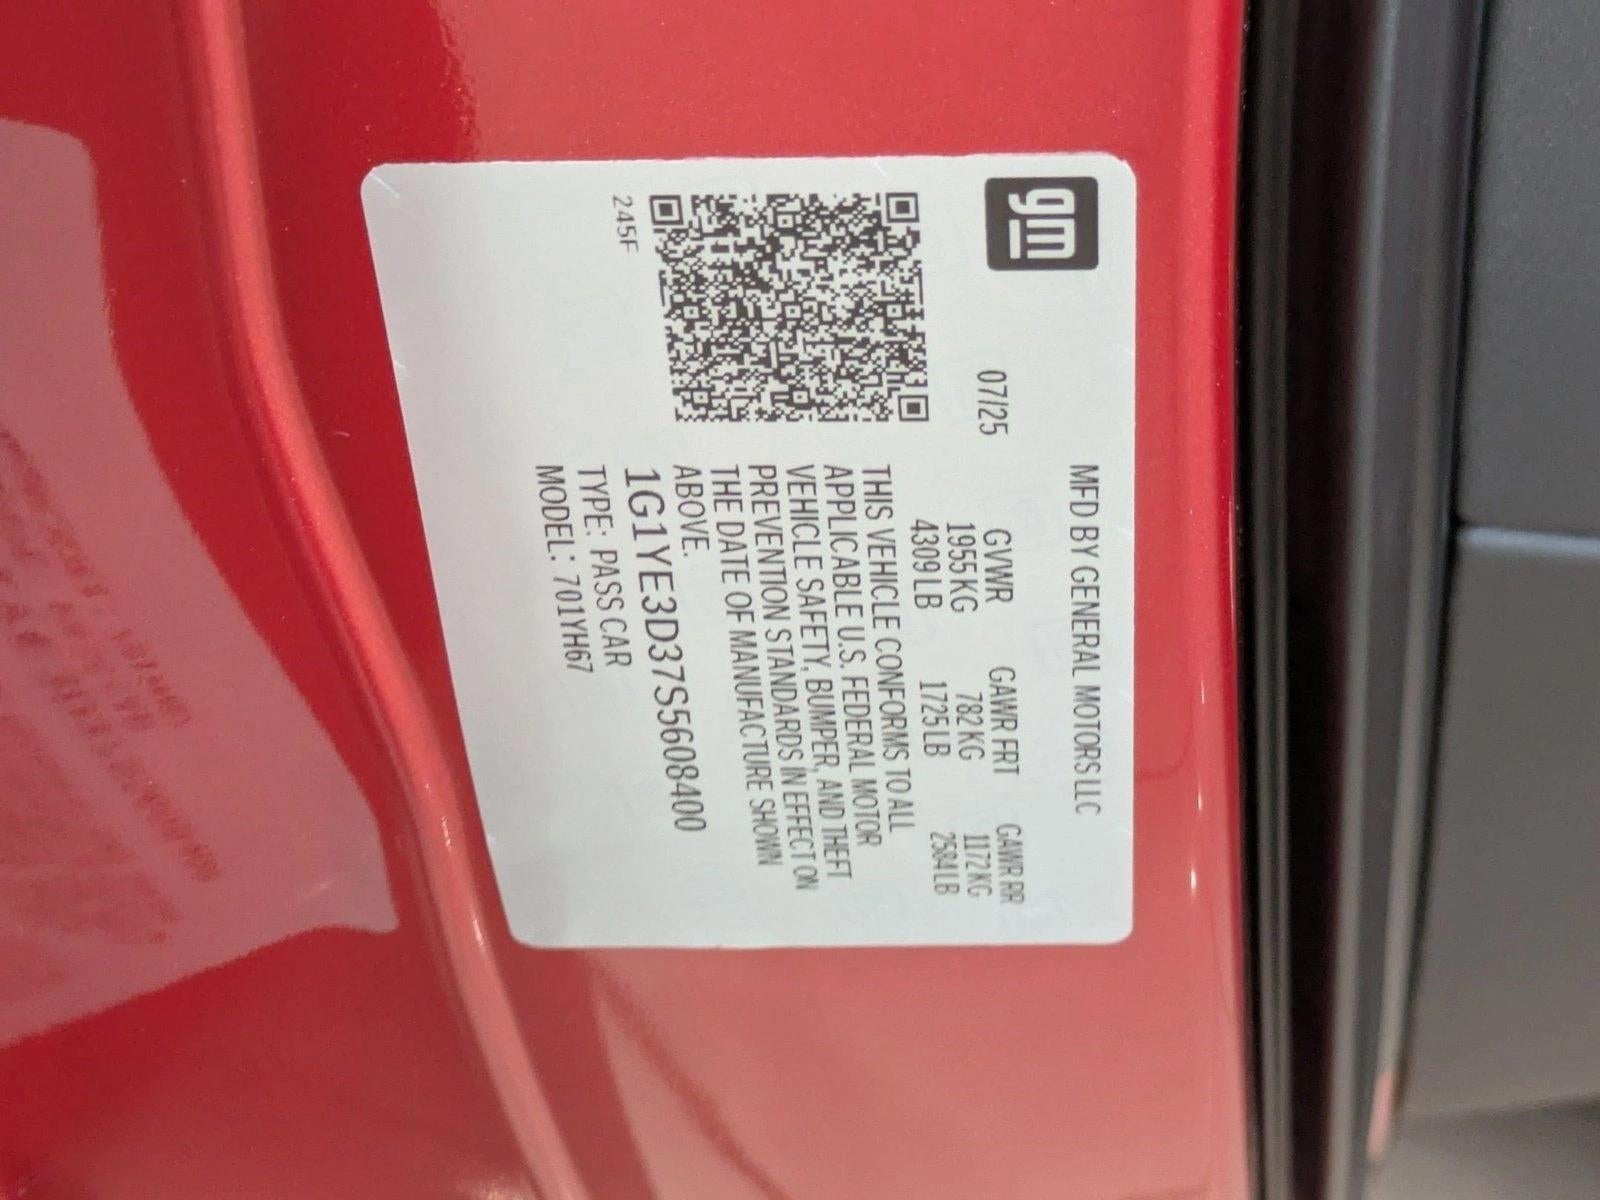 gm
MFD BY GENERAL MOTORS LLC
07/25
GVWR GAWR FRT GAWR RR
1955 KG 782 KG 1172 KG
4309 LB 1725 LB 2584 LB
THIS VEHICLE CONFORMS TO ALL
APPLICABLE U.S. FEDERAL MOTOR
VEHICLE SAFETY, BUMPER, AND THEFT
PREVENTION STANDARDS IN EFFECT ON
THE DATE OF MANUFACTURE SHOWN
ABOVE.
1G1YE3D37S5608400
TYPE: PASS CAR
MODEL: 701YH67
245F